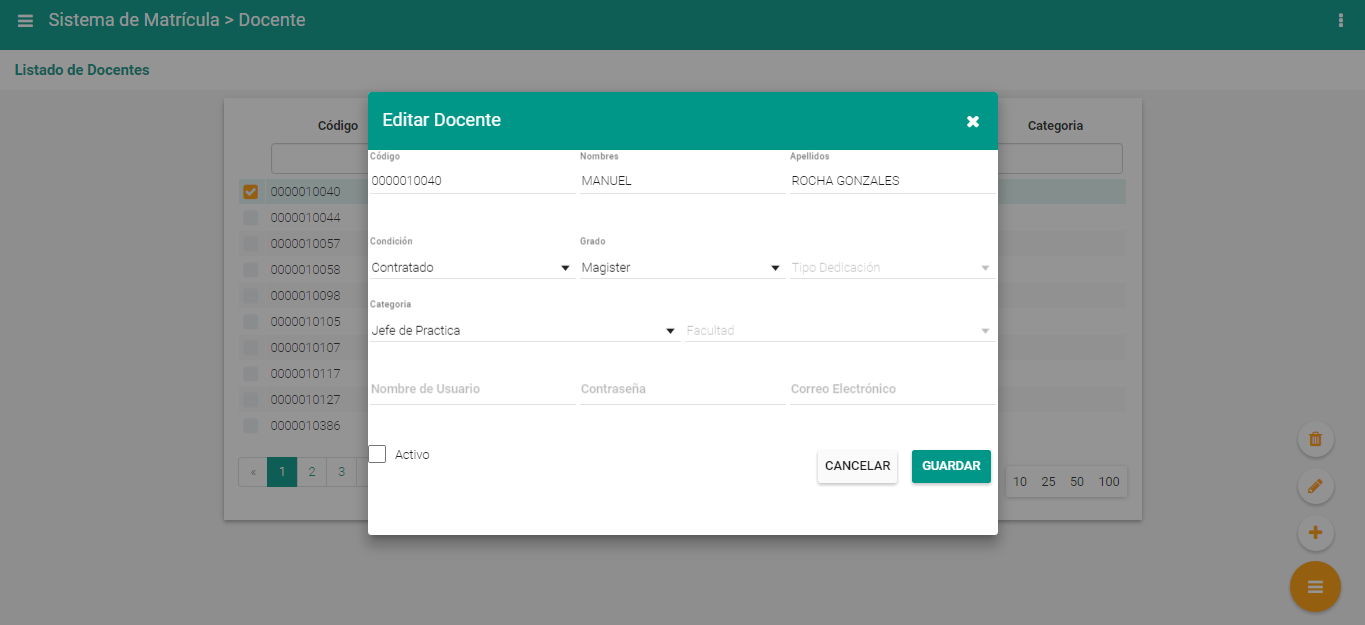 Sistema de Matrícula > Docente
Listado de Docentes
Código
Categoria
Editar Docente
Código Nombres Apellidos
0000010040 MANUEL ROCHA GONZALES
Condición Grado
Contratado Magister Tipo Dedicación
Categoria
Jefe de Practica Facultad
Nombre de Usuario Contraseña Correo Electrónico
Activo
CANCELAR GUARDAR
0000010040
0000010044
0000010057
0000010058
0000010098
0000010105
0000010107
0000010117
0000010127
0000010386
« 1 2 3
10 25 50 100